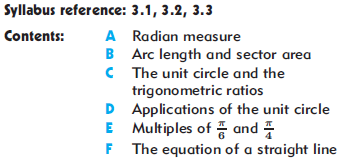 Syllabus reference: 3.1, 3.2, 3.3
Contents: A Radian measure
B Arc length and sector area
C The unit circle and the
trigonometric ratios
D Applications of the unit circle
E Multiples of π/6 and π/4
F The equation of a straight line